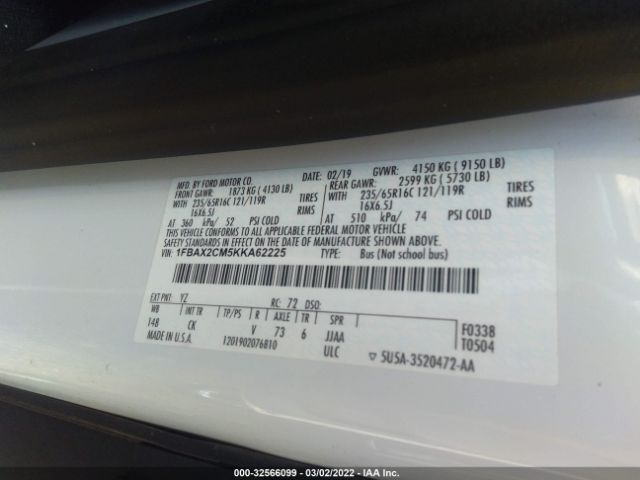 MFD. BY FORD MOTOR CO. DATE: 02/19 GVWR: 4150 KG ( 9150 LB)
FRONT GAWR: 1873 KG ( 4130 LB) REAR GAWR: 2599 KG ( 5730 LB)
WITH 235/65R16C 121/119R TIRES WITH 235/65R16C 121/119R TIRES
16X6.5J RIMS 16X6.5J RIMS
AT 360 kPa/ 52 PSI COLD AT 510 kPa/ 74 PSI COLD
THIS VEHICLE CONFORMS TO ALL APPLICABLE FEDERAL MOTOR VEHICLE
SAFETY STANDARDS IN EFFECT ON THE DATE OF MANUFACTURE SHOWN ABOVE.
VIN: 1FBAX2CM5KKA62225 TYPE: Bus (Not school bus)
EXT PNT: YZ RC: 72 DSO:
WB INT TR TP/PS R AXLE TR SPR F0338
148 CK V 73 6 JJAA T0504
MADE IN U.S.A. 1201902076810 ULC ▽ 5U5A-3520472-AA
000-32566099 - 03/02/2022 - IAA Inc.